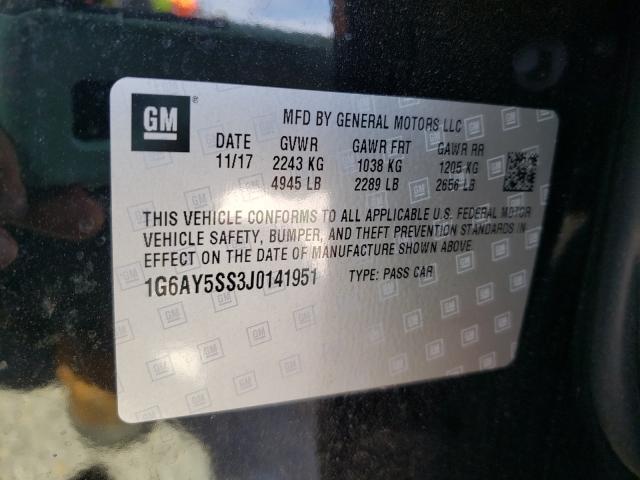 GM ®
MFD BY GENERAL MOTORS LLC
DATE GVWR GAWR FRT GAWR RR
11/17 2243 KG 1038 KG 1205 KG
4945 LB 2289 LB 2656 LB
THIS VEHICLE CONFORMS TO ALL APPLICABLE U.S. FEDERAL MOTOR
VEHICLE SAFETY, BUMPER, AND THEFT PREVENTION STANDARDS IN
EFFECT ON THE DATE OF MANUFACTURE SHOWN ABOVE.
1G6AY5SS3J0141951 TYPE: PASS CAR